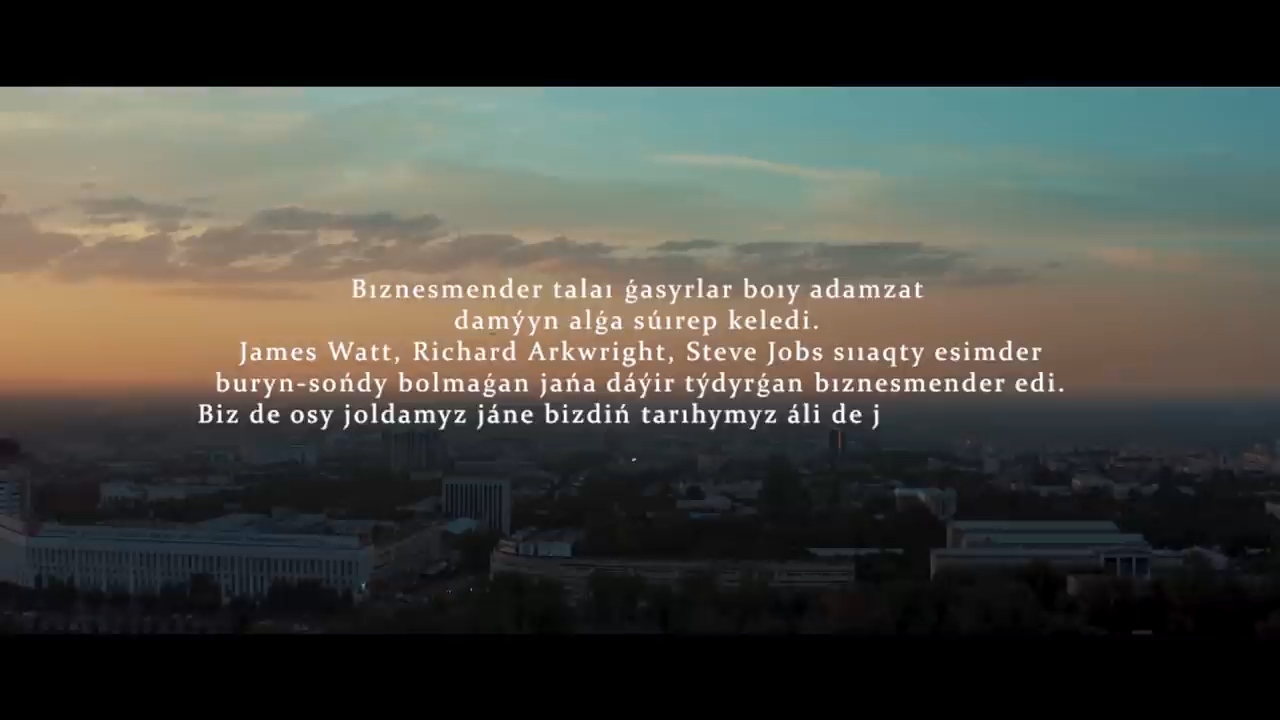 Bıznesmender talaı ǵasyrlar boıy adamzat
damýyn alǵa súırep keledi.
James Watt, Richard Arkwright, Steve Jobs sııaqty esimder
buryn-sońdy bolmaǵan jańa dáýir týdyrǵan bıznesmender edi.
Biz de osy joldamyz jáne bizdiń tarıhymyz áli de j